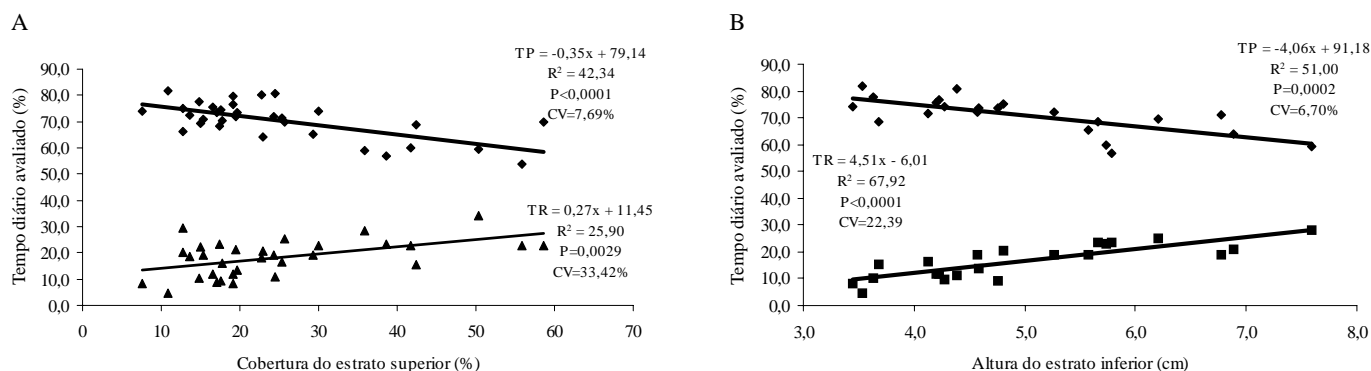 A
TP = -0,35x + 79,14
R² = 42,34
P<0,0001
CV=7,69%
90,0
80,0
70,0
60,0
50,0
40,0
30,0
20,0
10,0
0,0
Tempo diário avaliado (%)
TR = 0,27x + 11,45
R² = 25,90
P=0,0029
CV=33,42%
0 10 20 30 40 50 60 70
Cobertura do estrato superior (%)
B
TP = -4,06x + 91,18
R² = 51,00
P=0,0002
CV=6,70%
90,0
80,0
70,0
60,0
50,0
40,0
30,0
20,0
10,0
0,0
Tempo diário avaliado (%)
TR = 4,51x - 6,01
R² = 67,92
P<0,0001
CV=22,39
3,0 4,0 5,0 6,0 7,0 8,0
Altura do estrato inferior (cm)